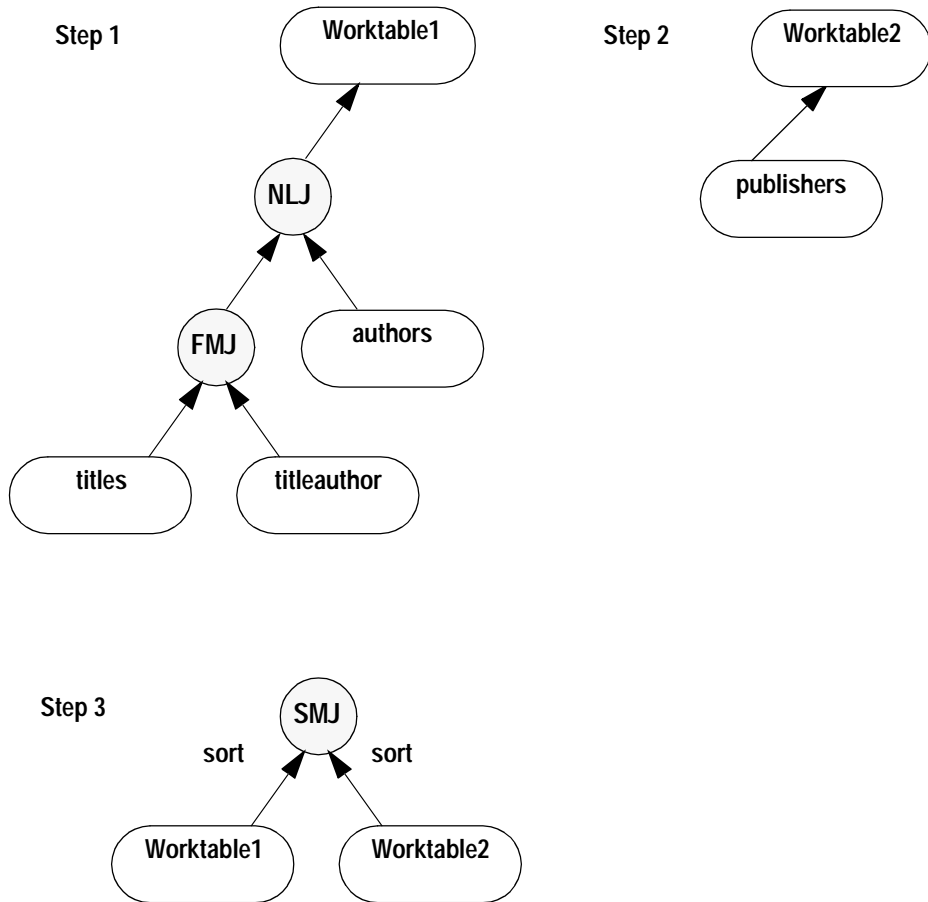 Step 1
Worktable1
NLJ
FMJ
authors
titles
titleauthor
Step 2
Worktable2
publishers
Step 3
SMJ
sort
sort
Worktable1
Worktable2